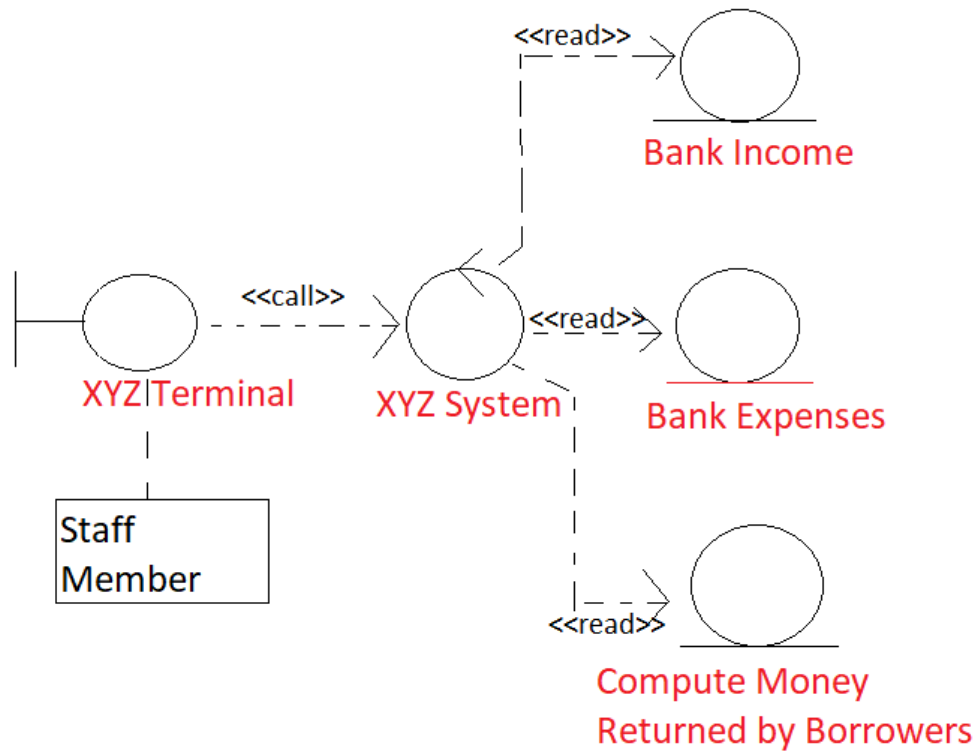 <<read>>
Bank Income
<<call>>
XYZ Terminal
XYZ System
<<read>>
Bank Expenses
Staff
Member
<<read>>
Compute Money
Returned by Borrowers